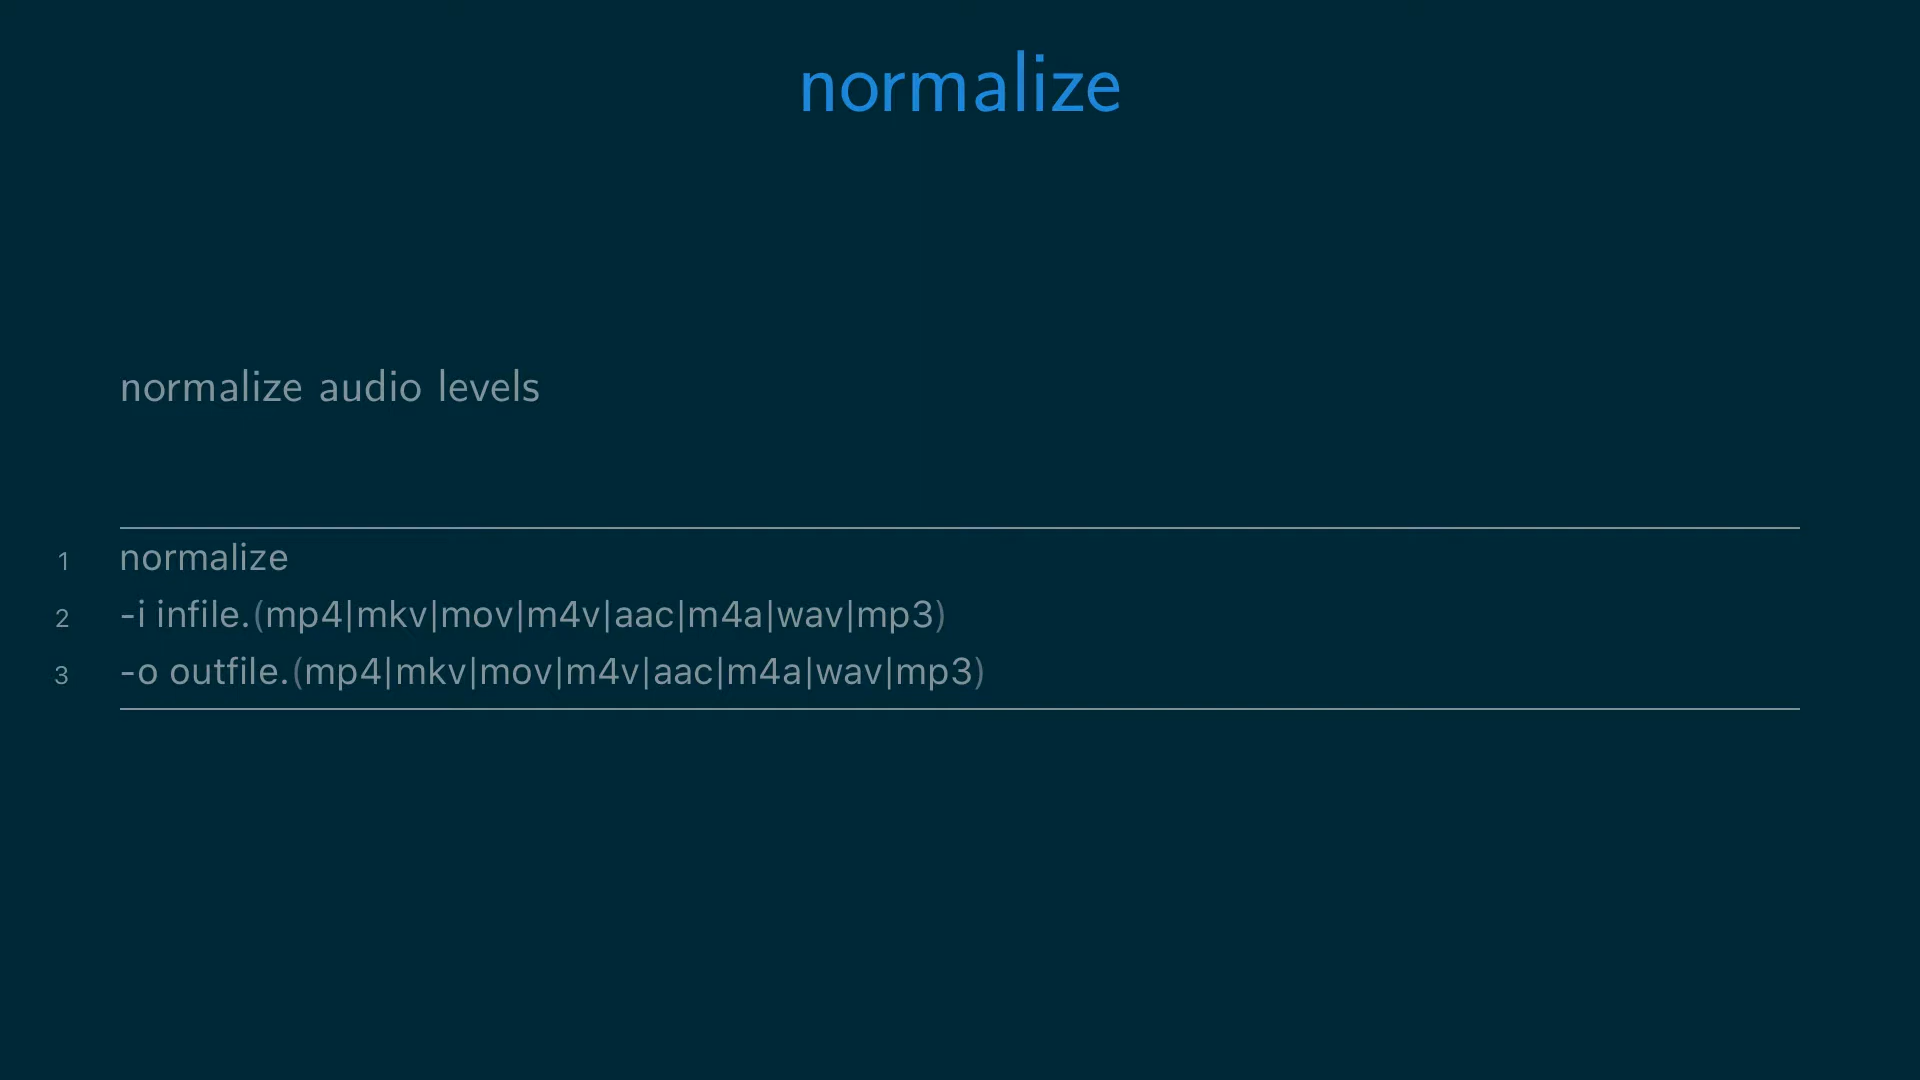 normalize
normalize audio levels
1 normalize
2 -i infile.(mp4|mkv|mov|m4v|aac|m4a|wav|mp3)
3 -o outfile.(mp4|mkv|mov|m4v|aac|m4a|wav|mp3)